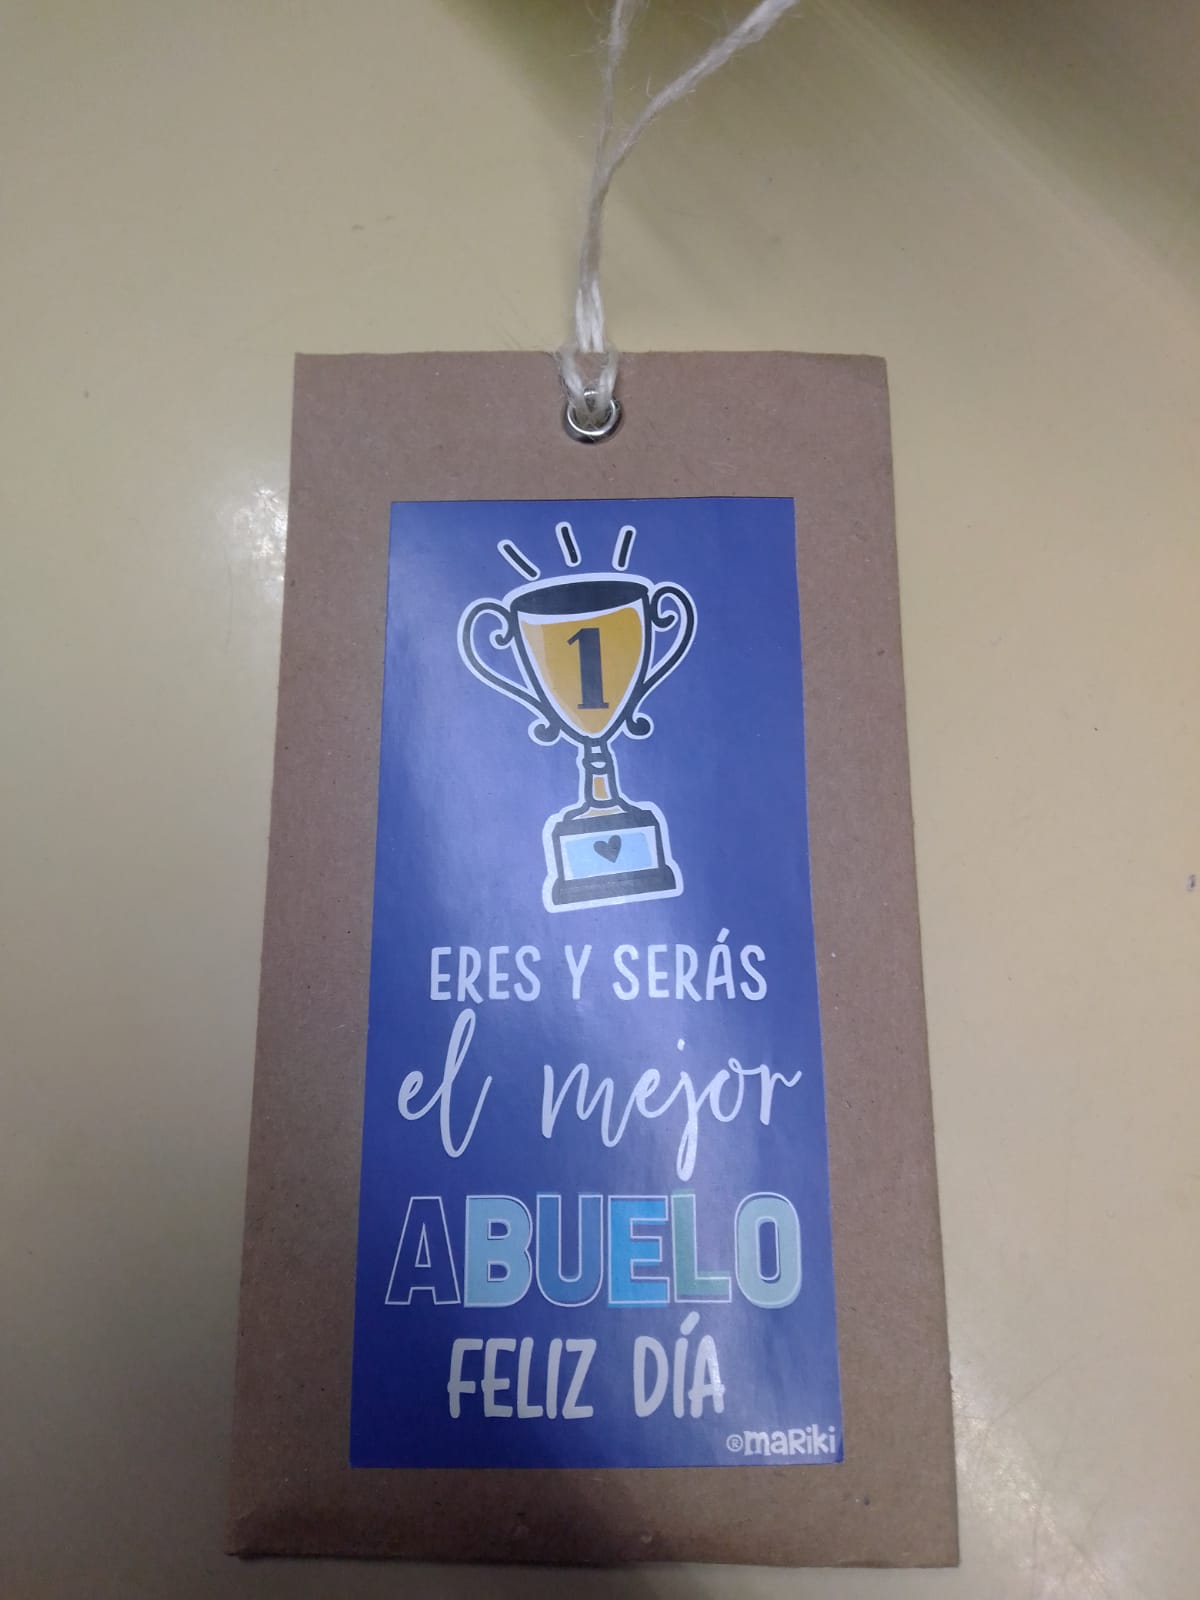 1
ERES Y SERÁS
el mejor
ABUELO
FELIZ DÍA
®maRiki